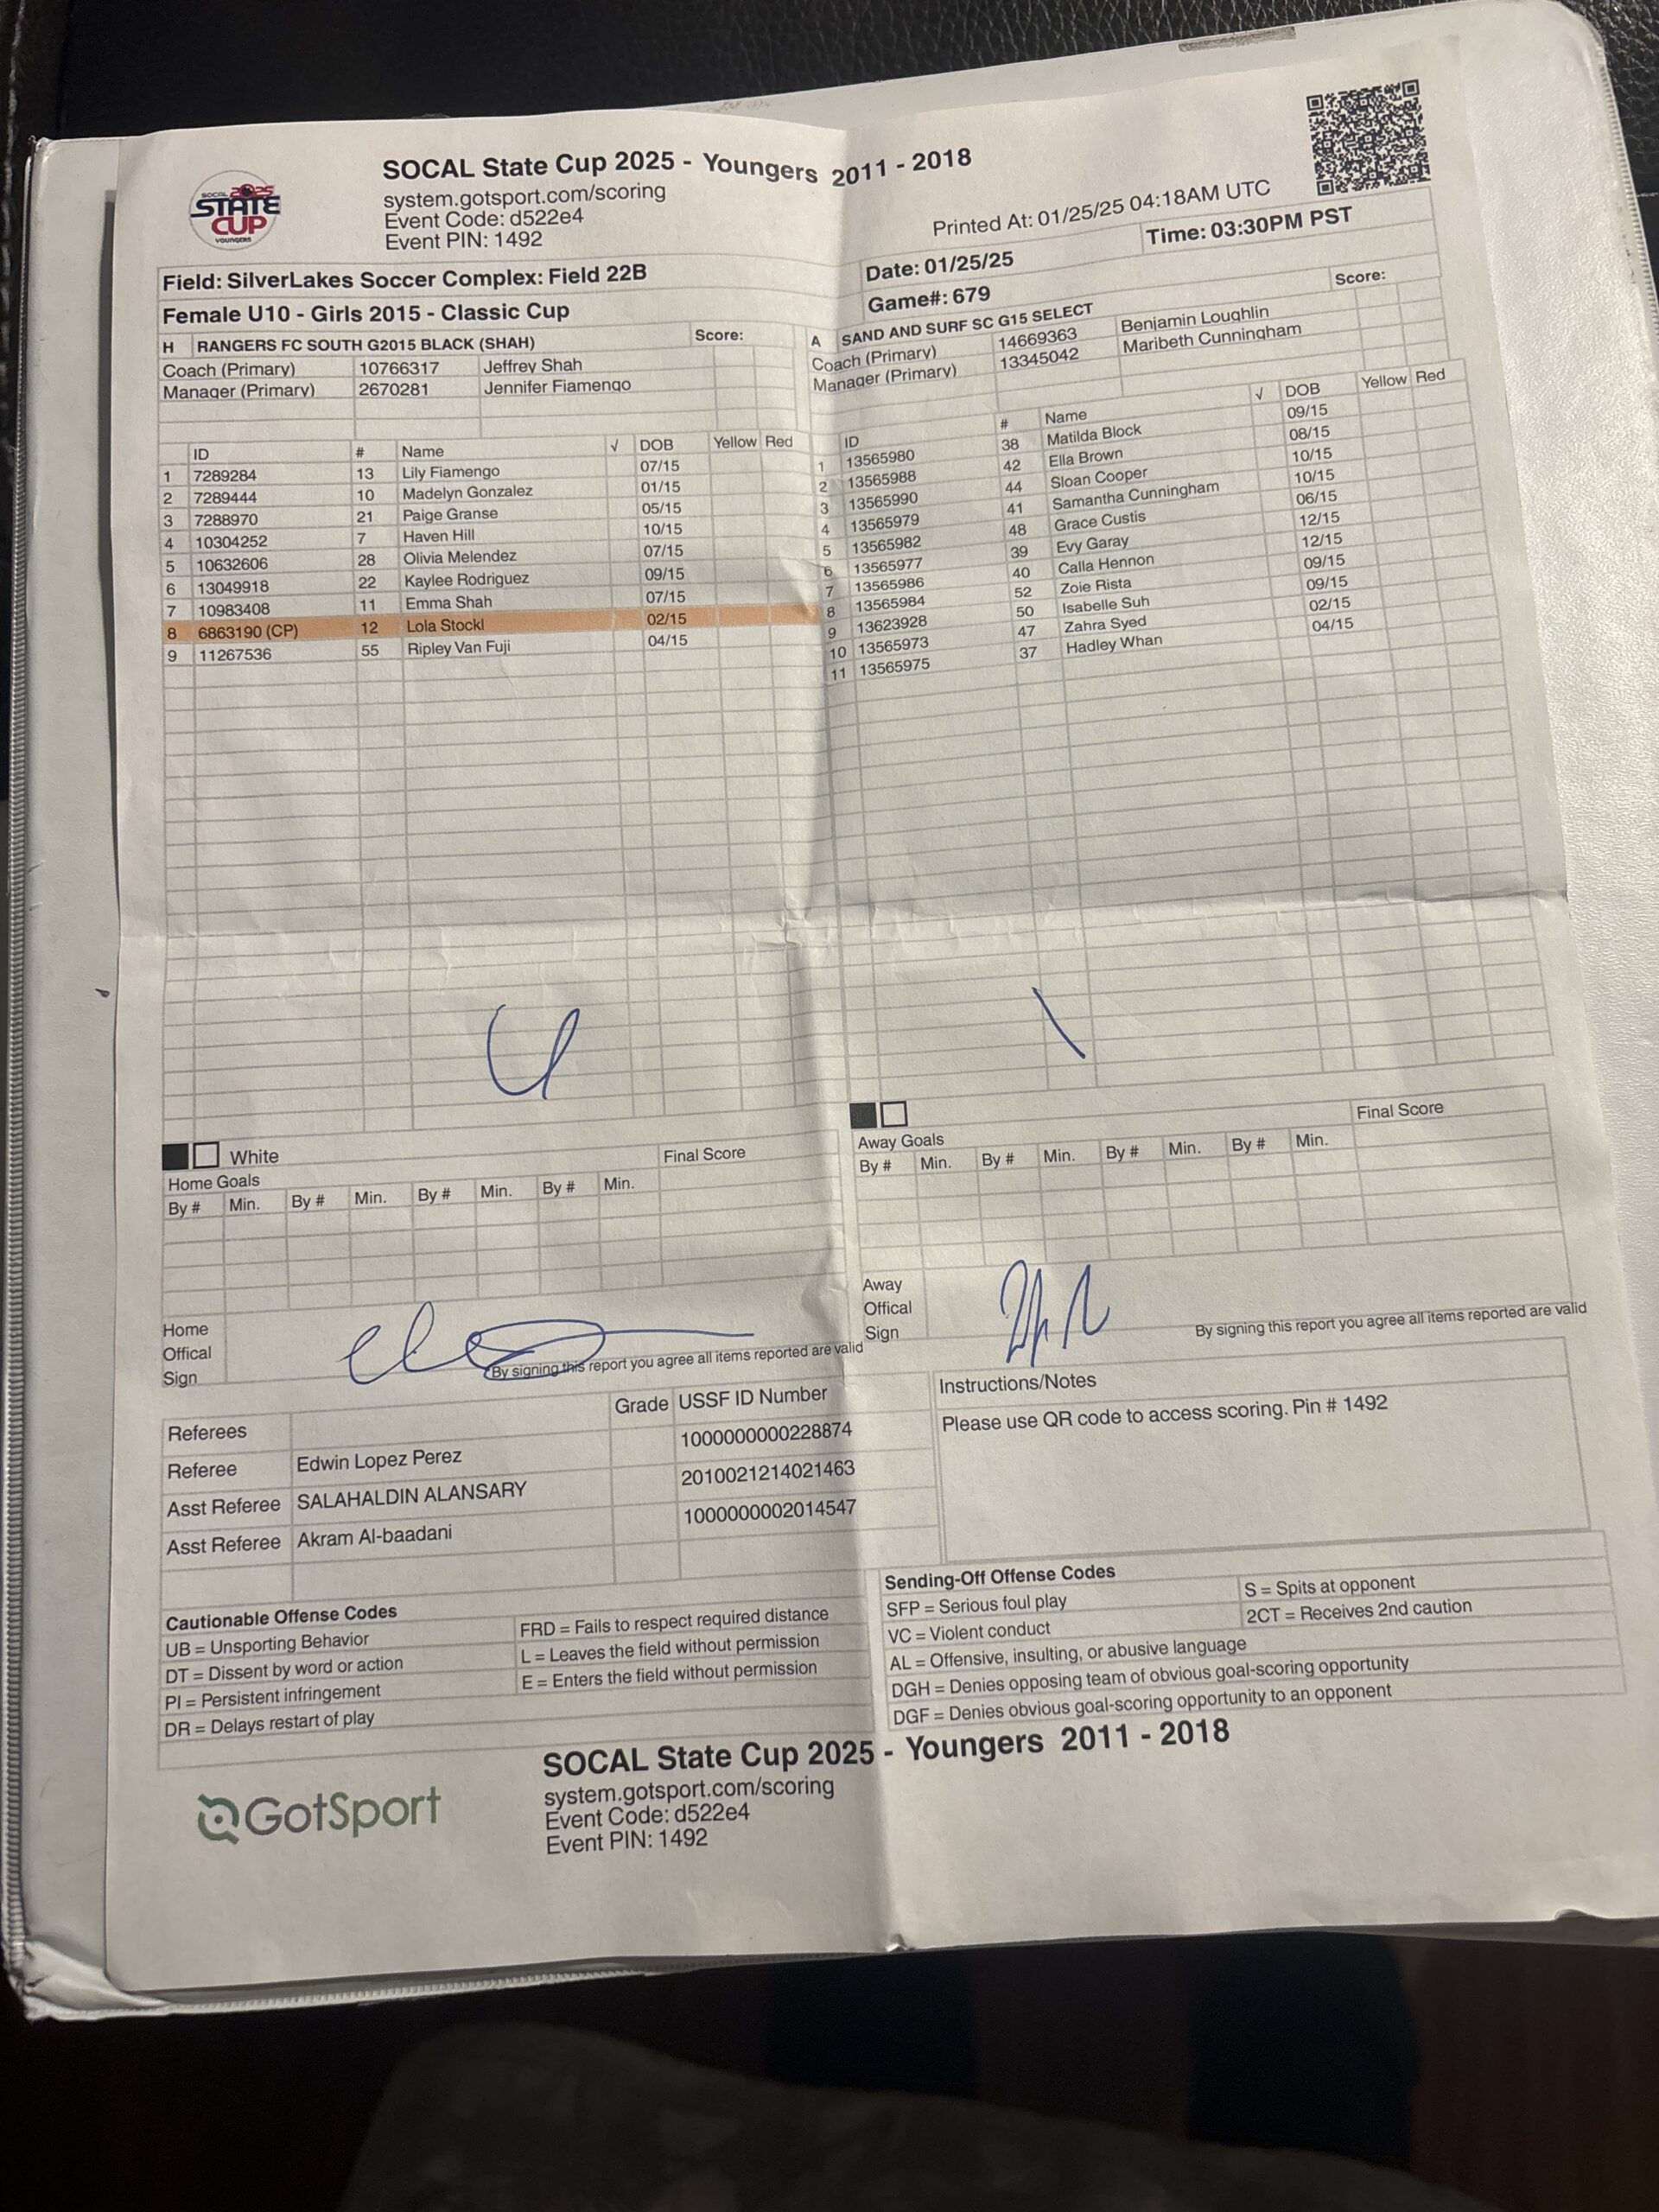 SOCAL State Cup 2025 - Youngers 2011 - 2018
system.gotsport.com/scoring
Event Code: d522e4
Event PIN: 1492
Printed At: 01/25/25 04:18AM UTC
SOCAL 2025
STATE
CUP
YOUNGERS
Field: SilverLakes Soccer Complex: Field 22B
Date: 01/25/25
Time: 03:30PM PST
Female U10 - Girls 2015 - Classic Cup
Game#: 679
H RANGERS FC SOUTH G2015 BLACK (SHAH) Score:
Coach (Primary) 10766317 Jeffrey Shah
Manager (Primary) 2670281 Jennifer Fiamengo
ID # Name √ DOB Yellow Red
1 7289284 13 Lily Fiamengo 07/15
2 7289444 10 Madelyn Gonzalez 01/15
3 7288970 21 Paige Granse 05/15
4 10304252 7 Haven Hill 10/15
5 10632606 28 Olivia Melendez 07/15
6 13049918 22 Kaylee Rodriguez 09/15
7 10983408 11 Emma Shah 07/15
8 6863190 (CP) 12 Lola Stockl 02/15
9 11267536 55 Ripley Van Fuji 04/15
A SAND AND SURF SC G15 SELECT Score:
Coach (Primary) 14669363 Benjamin Loughlin
Manager (Primary) 13345042 Maribeth Cunningham
ID # Name √ DOB Yellow Red
1 13565980 38 Matilda Block 09/15
2 13565988 42 Ella Brown 08/15
3 13565990 44 Sloan Cooper 10/15
4 13565979 41 Samantha Cunningham 10/15
5 13565982 48 Grace Custis 06/15
6 13565977 39 Evy Garay 12/15
7 13565986 40 Calla Hennon 12/15
8 13565984 52 Zoie Rista 09/15
9 13623928 50 Isabelle Suh 09/15
10 13565973 47 Zahra Syed 02/15
11 13565975 37 Hadley Whan 04/15
White
Final Score
Home Goals
By # Min. By # Min. By # Min. By # Min.
Final Score
Away Goals
By # Min. By # Min. By # Min. By # Min.
Home
Offical
Sign
By signing this report you agree all items reported are valid
Away
Offical
Sign
By signing this report you agree all items reported are valid
Referees Grade USSF ID Number
Referee Edwin Lopez Perez 1000000000228874
Asst Referee SALAHALDIN ALANSARY 2010021214021463
Asst Referee Akram Al-baadani 1000000002014547
Instructions/Notes
Please use QR code to access scoring. Pin # 1492
Cautionable Offense Codes
UB = Unsporting Behavior
DT = Dissent by word or action
PI = Persistent infringement
DR = Delays restart of play
FRD = Fails to respect required distance
L = Leaves the field without permission
E = Enters the field without permission
Sending-Off Offense Codes
SFP = Serious foul play
VC = Violent conduct
AL = Offensive, insulting, or abusive language
DGH = Denies opposing team of obvious goal-scoring opportunity
DGF = Denies obvious goal-scoring opportunity to an opponent
S = Spits at opponent
2CT = Receives 2nd caution
GotSport
SOCAL State Cup 2025 - Youngers 2011 - 2018
system.gotsport.com/scoring
Event Code: d522e4
Event PIN: 1492